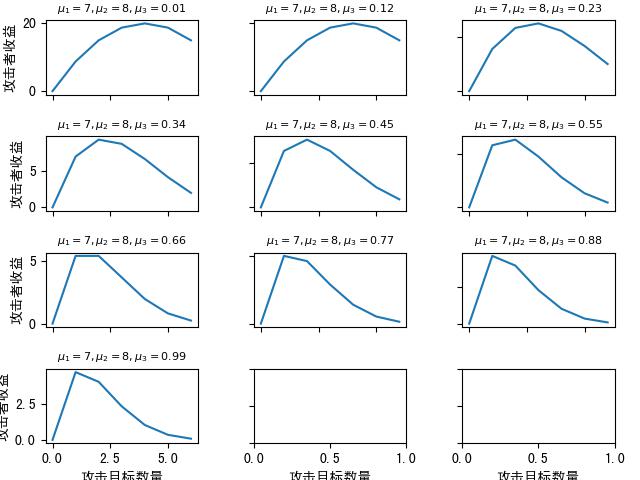 μ₁ = 7, μ₂ = 8, μ₃ = 0.01
μ₁ = 7, μ₂ = 8, μ₃ = 0.12
μ₁ = 7, μ₂ = 8, μ₃ = 0.23
攻击者收益
20
0
μ₁ = 7, μ₂ = 8, μ₃ = 0.34
μ₁ = 7, μ₂ = 8, μ₃ = 0.45
μ₁ = 7, μ₂ = 8, μ₃ = 0.55
攻击者收益
5
0
μ₁ = 7, μ₂ = 8, μ₃ = 0.66
μ₁ = 7, μ₂ = 8, μ₃ = 0.77
μ₁ = 7, μ₂ = 8, μ₃ = 0.88
攻击者收益
5
0
μ₁ = 7, μ₂ = 8, μ₃ = 0.99
攻击者收益
2.5
0.0
0.0 2.5 5.0
0.0 0.5 1.0
0.0 0.5 1.0
攻击目标数量
攻击目标数量
攻击目标数量